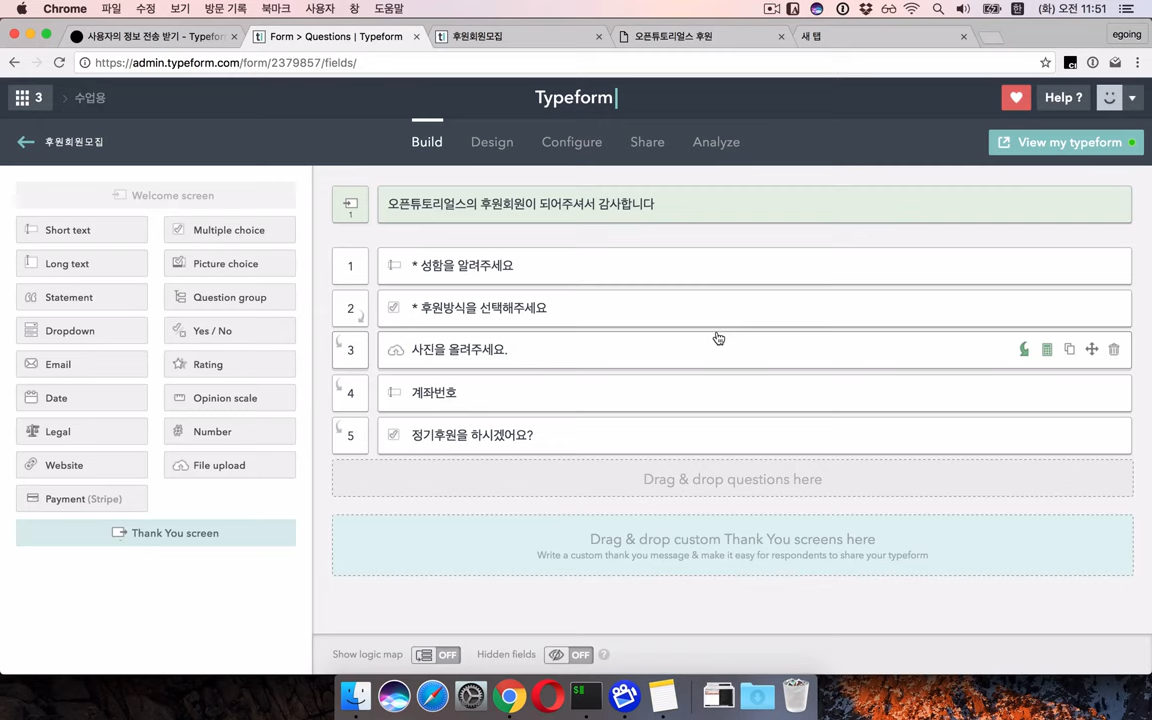 Chrome 파일 수정 보기 방문 기록 북마크 사용자 창 도움말 (화) 오전 11:51
사용자의 정보 전송 받기 - Typeform Form > Questions | Typeform 후원회원모집 오픈튜토리얼스 후원 새 탭 egoing
https://admin.typeform.com/form/2379857/fields/
3 수업용 Typeform Help ?
후원회원모집 Build Design Configure Share Analyze View my typeform
Welcome screen
Short text Multiple choice
Long text Picture choice
Statement Question group
Dropdown Yes / No
Email Rating
Date Opinion scale
Legal Number
Website File upload
Payment (Stripe)
Thank You screen
1 오픈튜토리얼스의 후원회원이 되어주셔서 감사합니다
1 * 성함을 알려주세요
2 * 후원방식을 선택해주세요
3 사진을 올려주세요.
4 계좌번호
5 정기후원을 하시겠어요?
Drag & drop questions here
Drag & drop custom Thank You screens here
Write a custom thank you message & make it easy for respondents to share your typeform
Show logic map OFF Hidden fields OFF ?